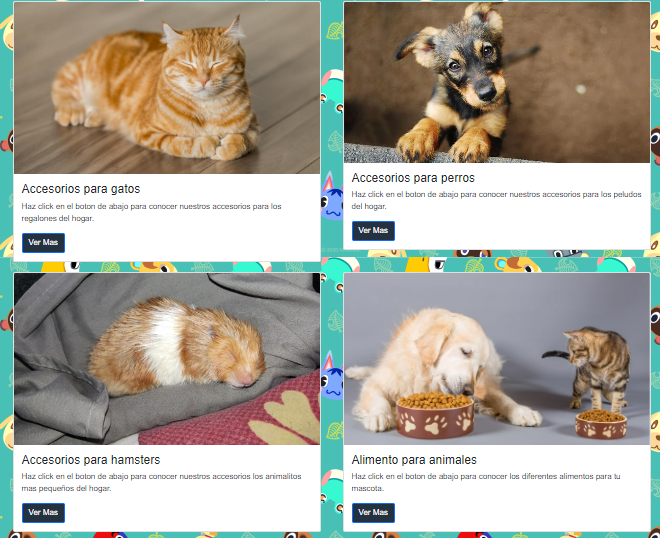 Accesorios para gatos
Haz click en el boton de abajo para conocer nuestros accesorios para los
regalones del hogar.
Ver Mas
Accesorios para perros
Haz click en el boton de abajo para conocer nuestros accesorios para los peludos
del hogar.
Ver Mas
Accesorios para hamsters
Haz click en el boton de abajo para conocer nuestros accesorios los animalitos
mas pequeños del hogar.
Ver Mas
Alimento para animales
Haz click en el boton de abajo para conocer los diferentes alimentos para tu
mascota.
Ver Mas